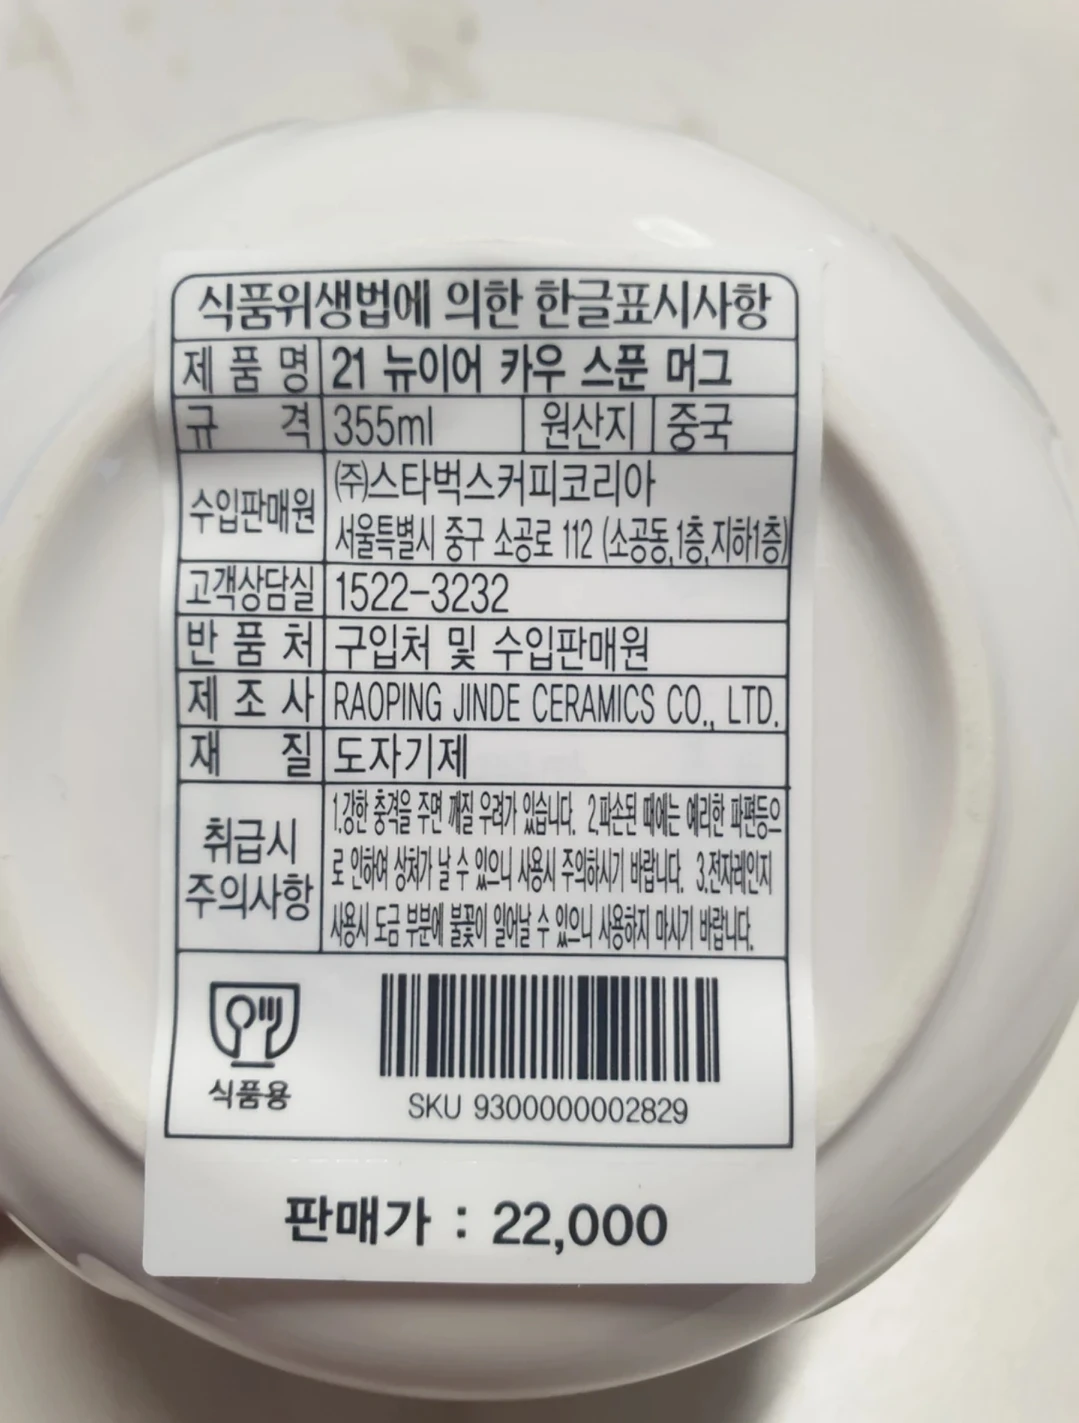 식품위생법에 의한 한글표시사항
제 품 명 21 뉴이어 카우 스푼 머그
규 격 355ml 원산지 중국
수입판매원 (주)스타벅스커피코리아
서울특별시 중구 소공로 112 (소공동,1층,지하1층)
고객상담실 1522-3232
반 품 처 구입처 및 수입판매원
제 조 사 RAOPING JINDE CERAMICS CO., LTD.
재 질 도자기제
취급시 주의사항
1.강한 충격을 주면 깨질 우려가 있습니다. 2.파손된 때에는 예리한 파편등으
로 인하여 상처가 날 수 있으니 사용시 주의하시기 바랍니다. 3.전자레인지
사용시 도금 부분에 불꽃이 일어날 수 있으니 사용하지 마시기 바랍니다.
식품용
SKU 9300000002829
판매가 : 22,000